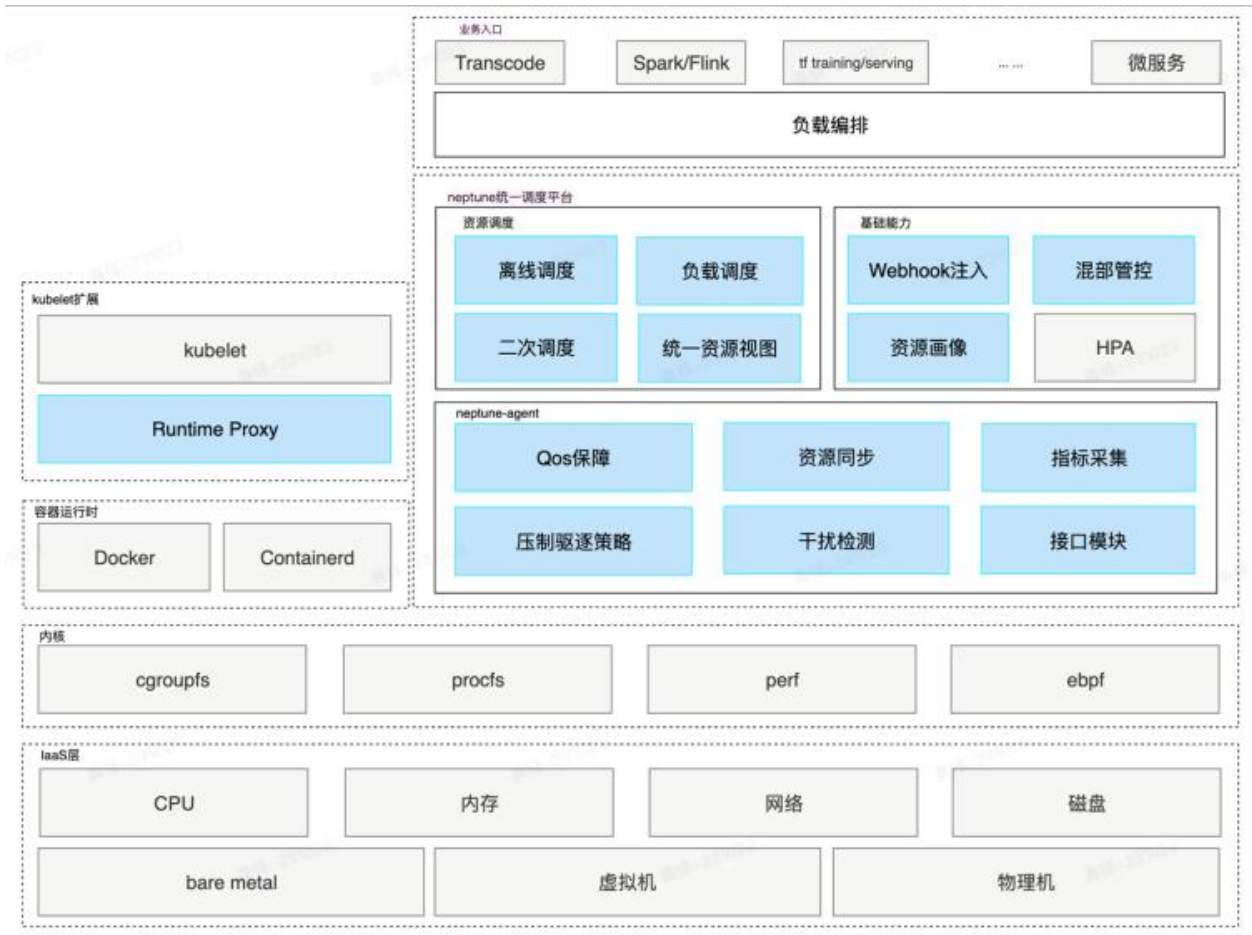 业务入口
Transcode
Spark/Flink
tf training/serving
... ...
微服务
负载编排
neptune统一调度平台
资源调度
离线调度
负载调度
二次调度
统一资源视图
基础能力
Webhook注入
混部管控
资源画像
HPA
neptune-agent
Qos保障
资源同步
指标采集
压制驱逐策略
干扰检测
接口模块
kubelet扩展
kubelet
Runtime Proxy
容器运行时
Docker
Containerd
内核
cgroupfs
procfs
perf
ebpf
IaaS层
CPU
内存
网络
磁盘
bare metal
虚拟机
物理机